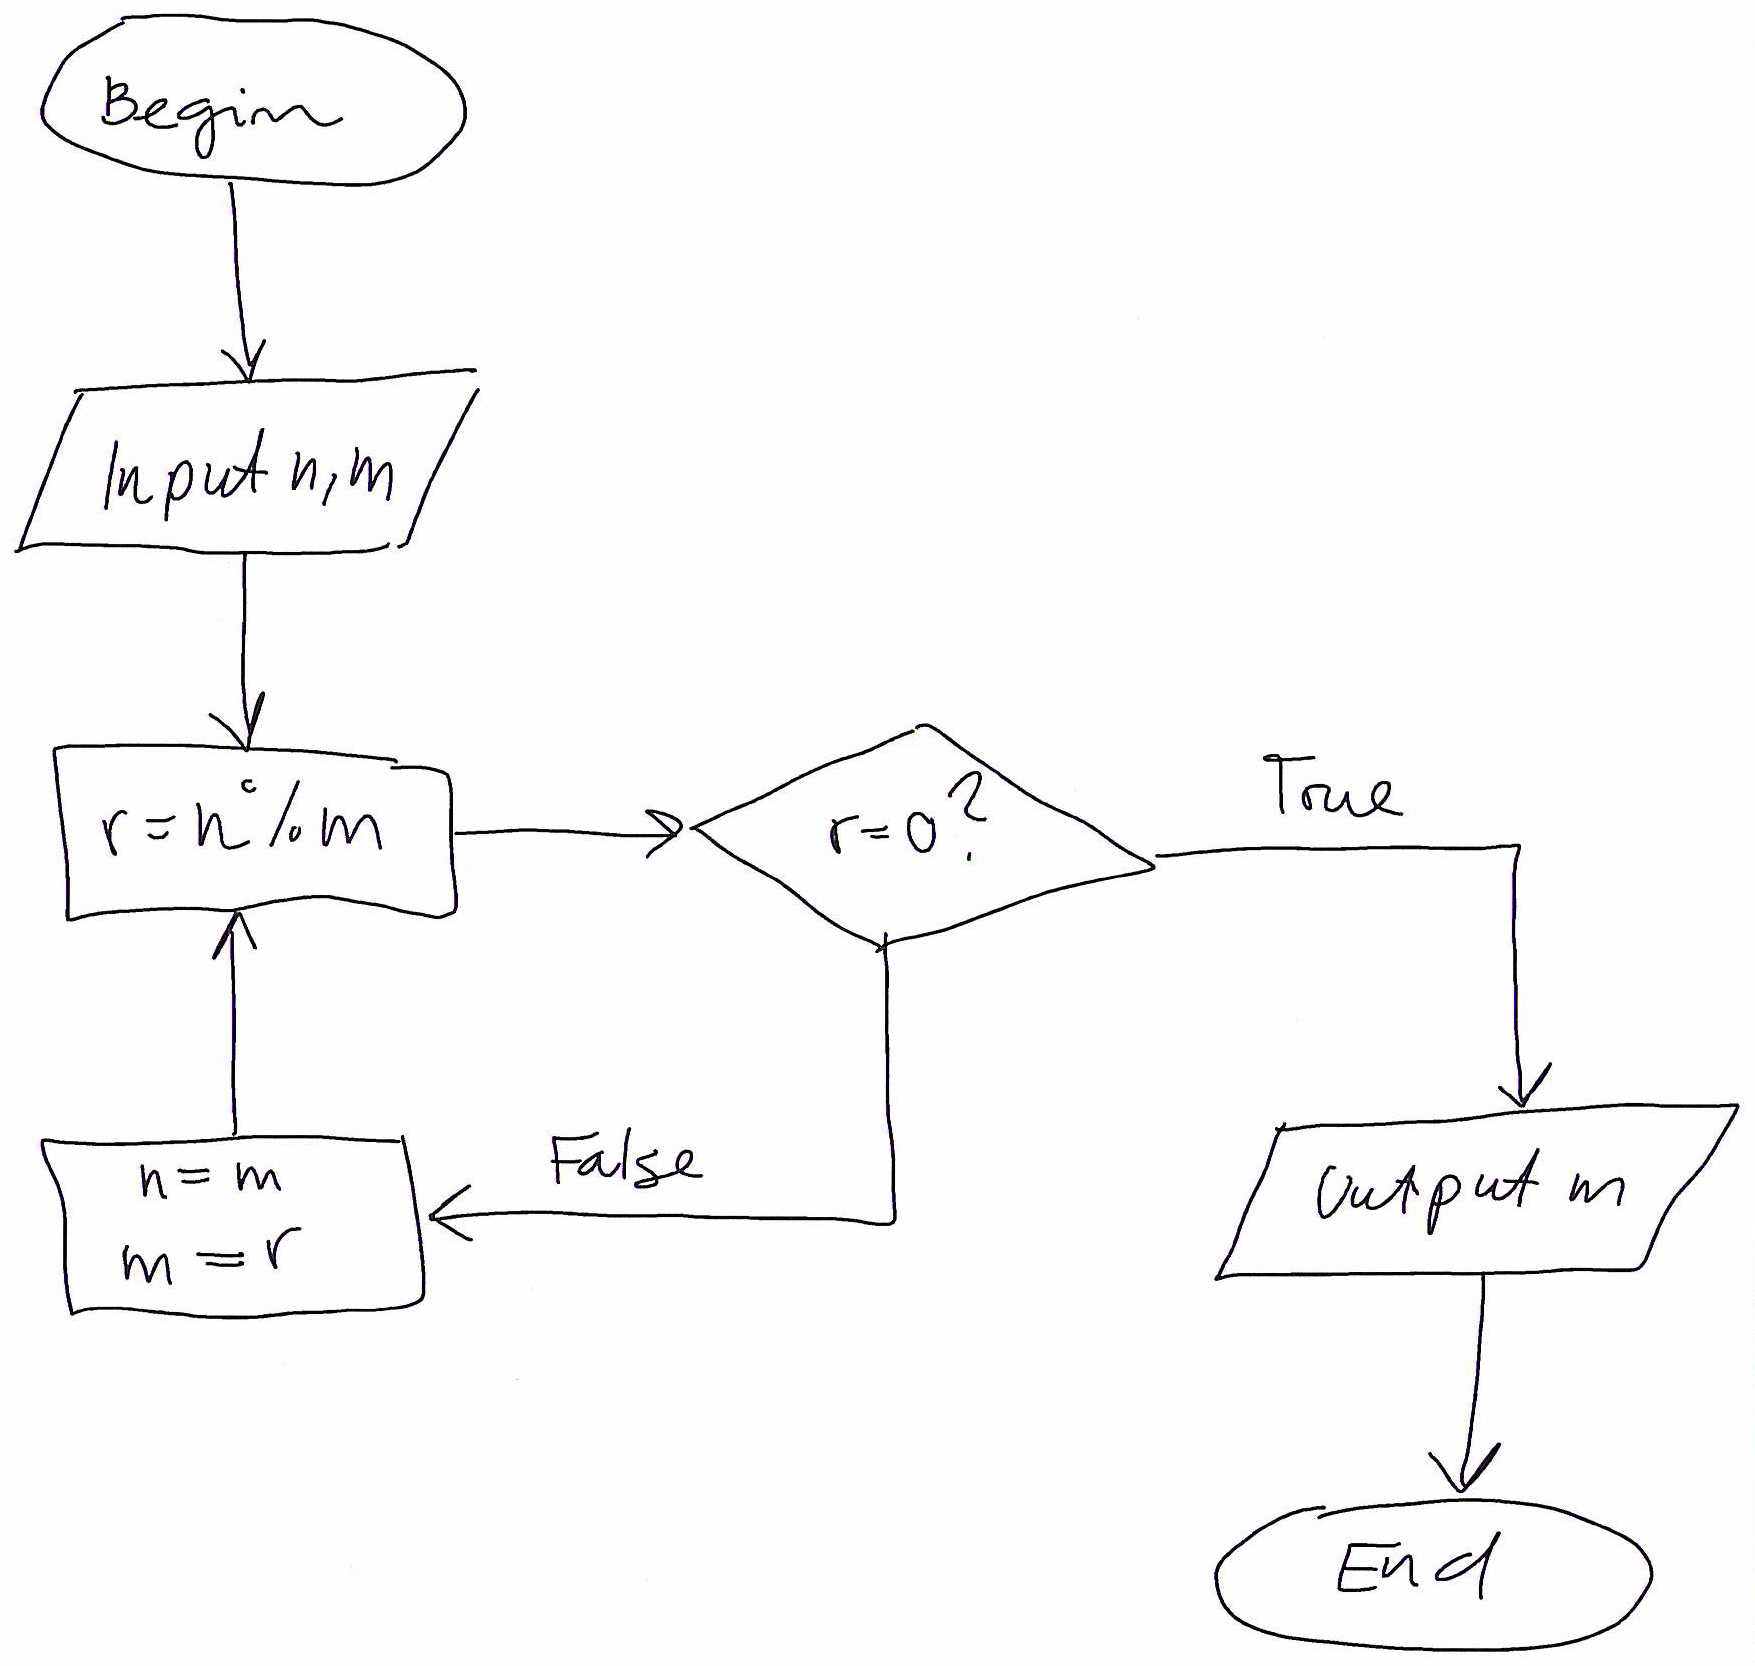 Begin
Input n,m
r=n%m
r=0?
True
False
n=m
m=r
Output m
End